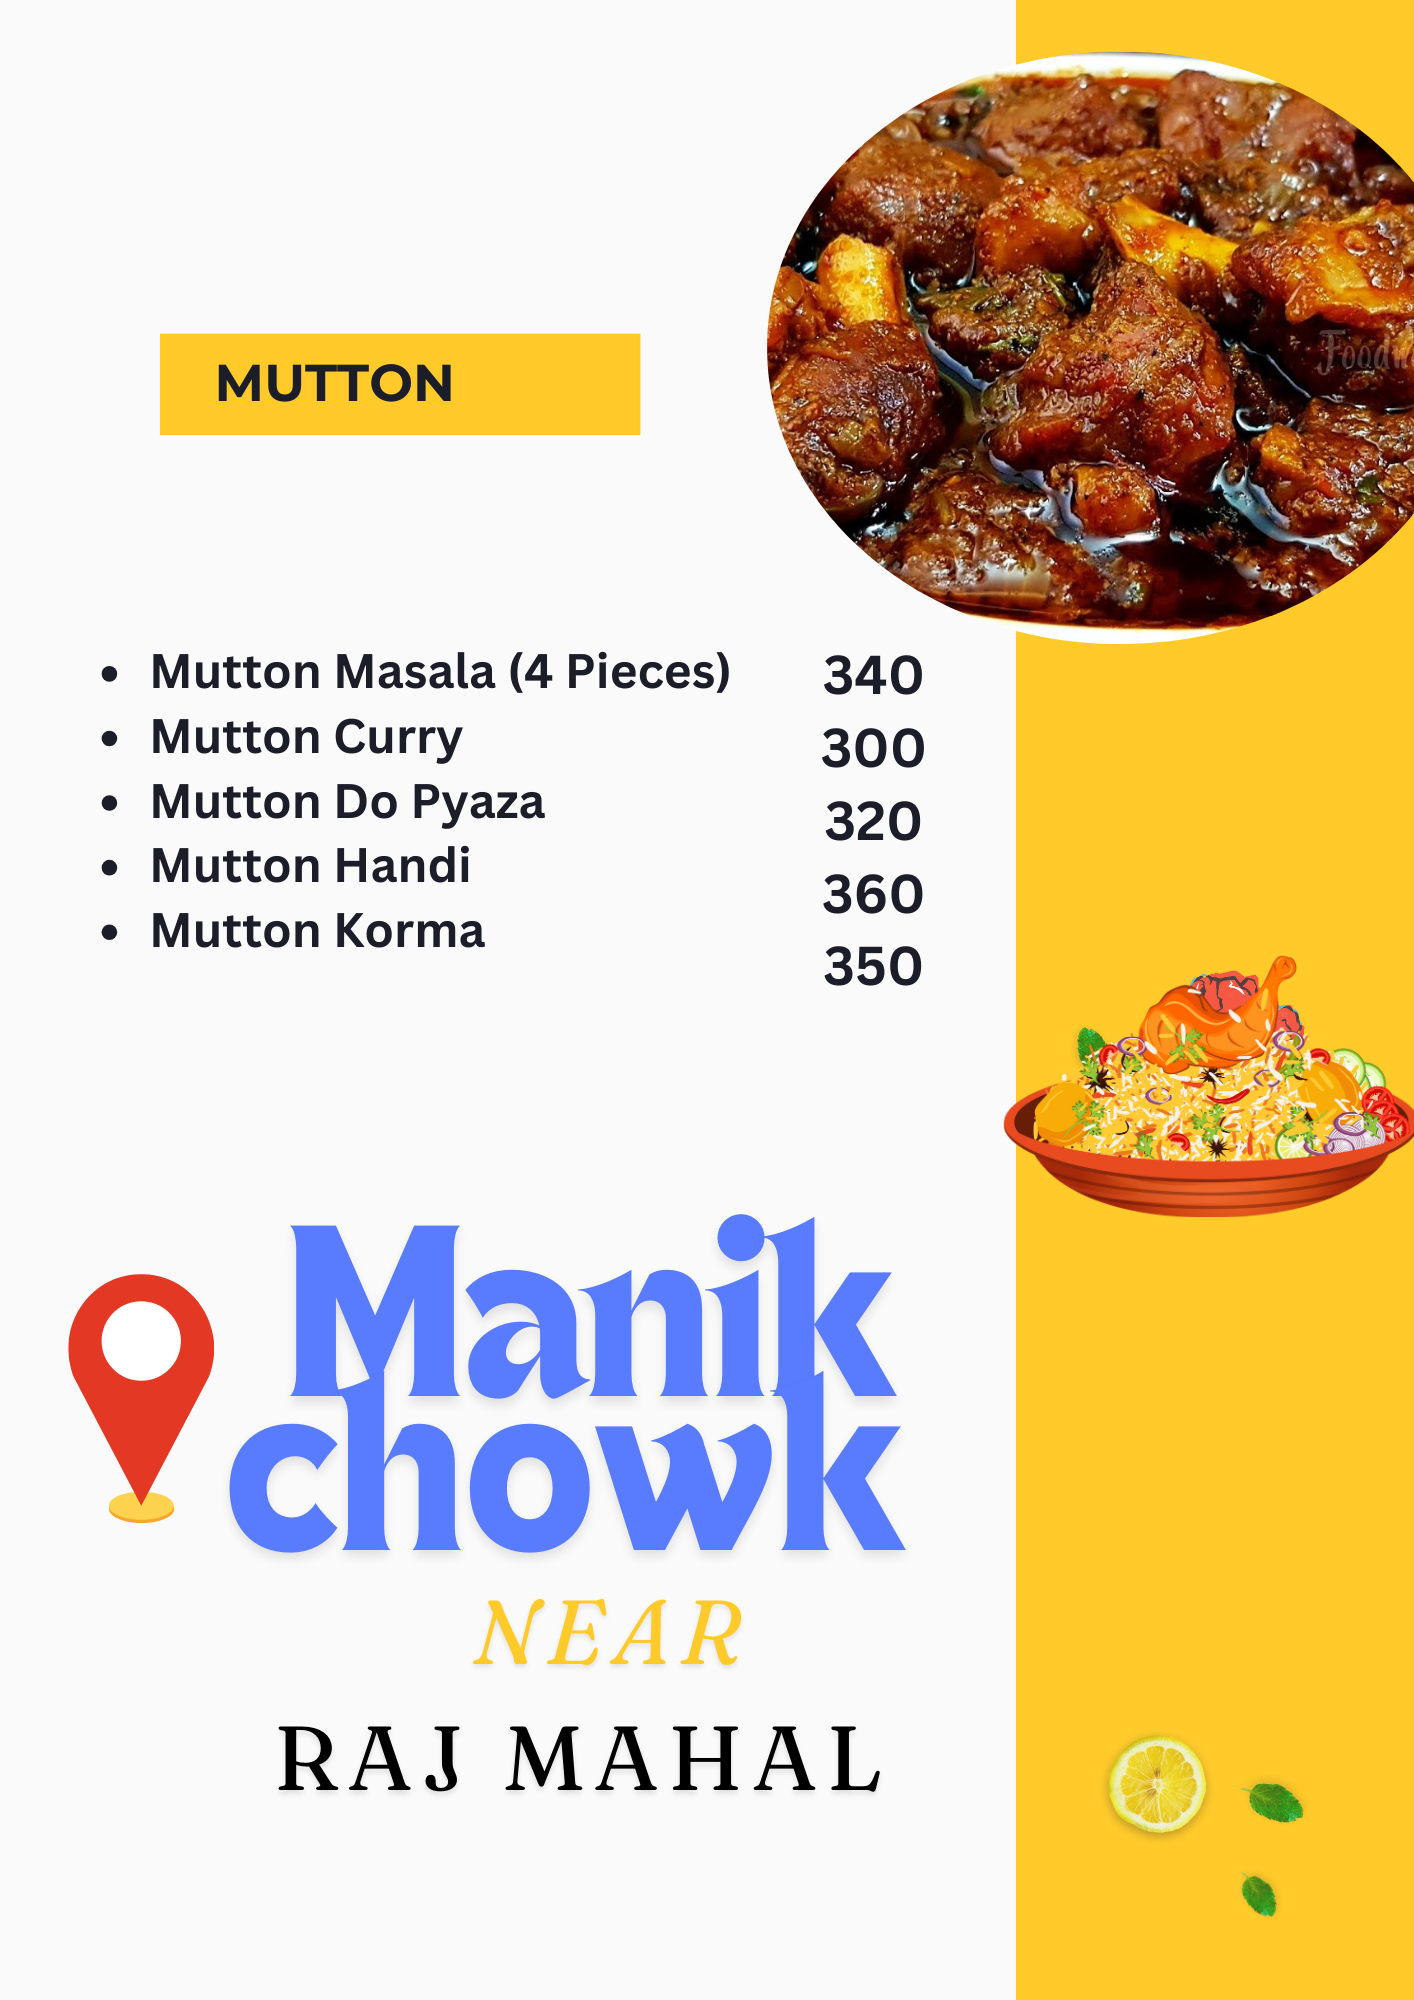 MUTTON
Mutton Masala (4 Pieces) 340
Mutton Curry 300
Mutton Do Pyaza 320
Mutton Handi 360
Mutton Korma 350
Manik
chowk
NEAR
RAJ MAHAL